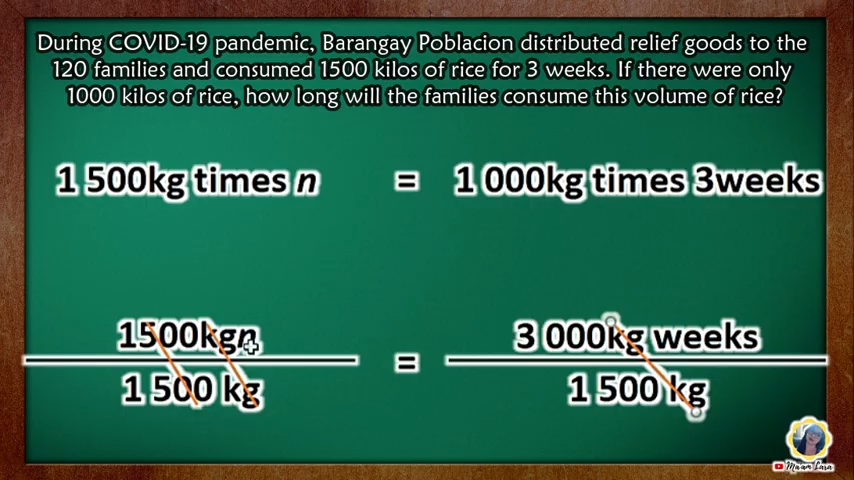 During COVID-19 pandemic, Barangay Poblacion distributed relief goods to the
120 families and consumed 1500 kilos of rice for 3 weeks. If there were only
1000 kilos of rice, how long will the families consume this volume of rice?
1 500kg times n = 1 000kg times 3weeks
1500kgn = 3 000kg weeks
1 500 kg 1 500 kg
Ma'am Lara